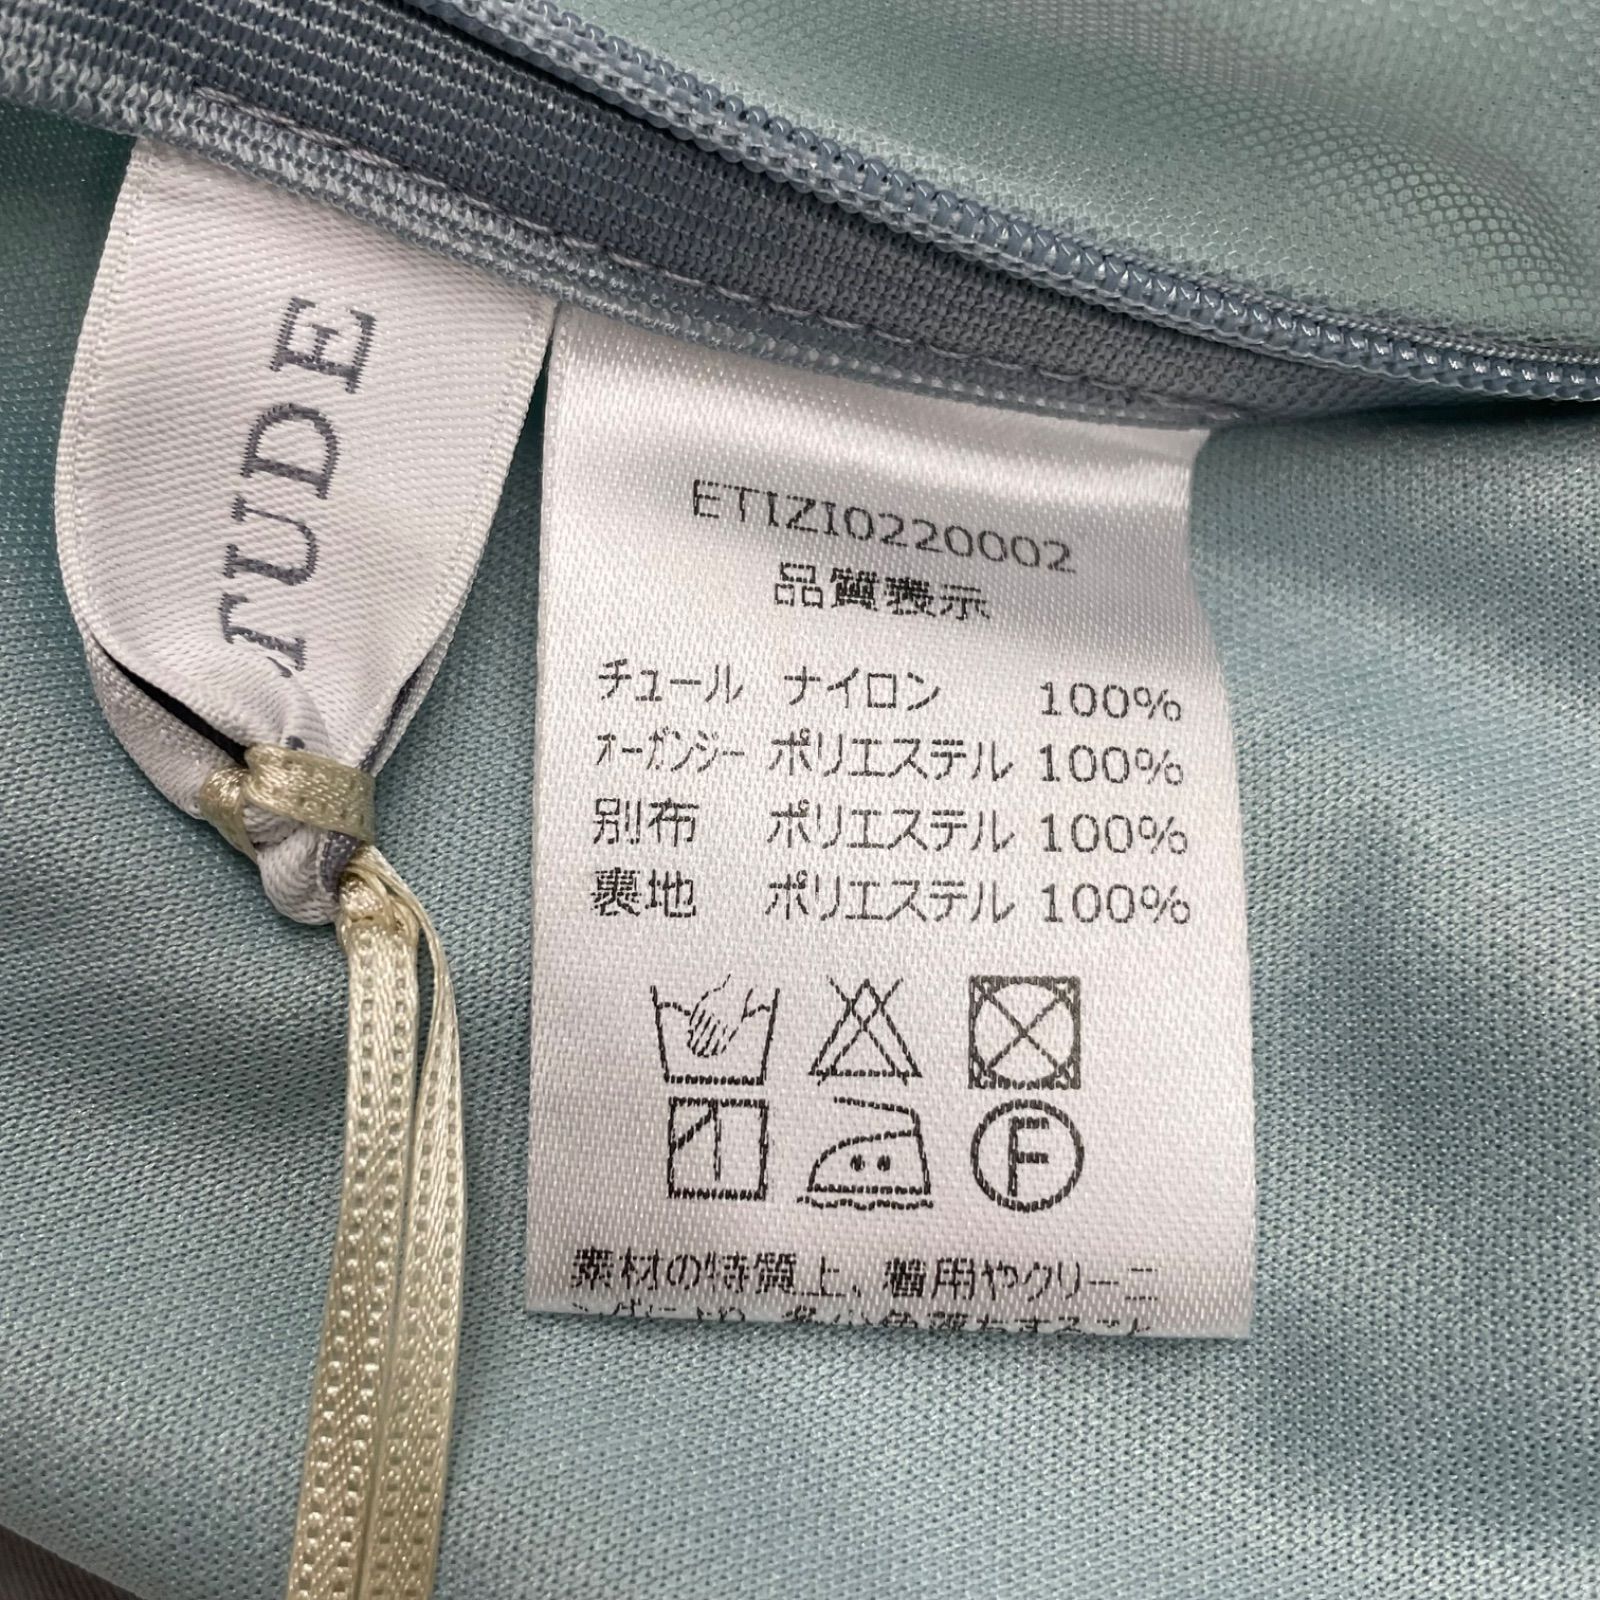 TUDE
ETIZI0220002
品質表示
チュール ナイロン 100%
オーガンジー ポリエステル 100%
別布 ポリエステル 100%
裏地 ポリエステル 100%
F
素材の特質上、着用やクリーニ